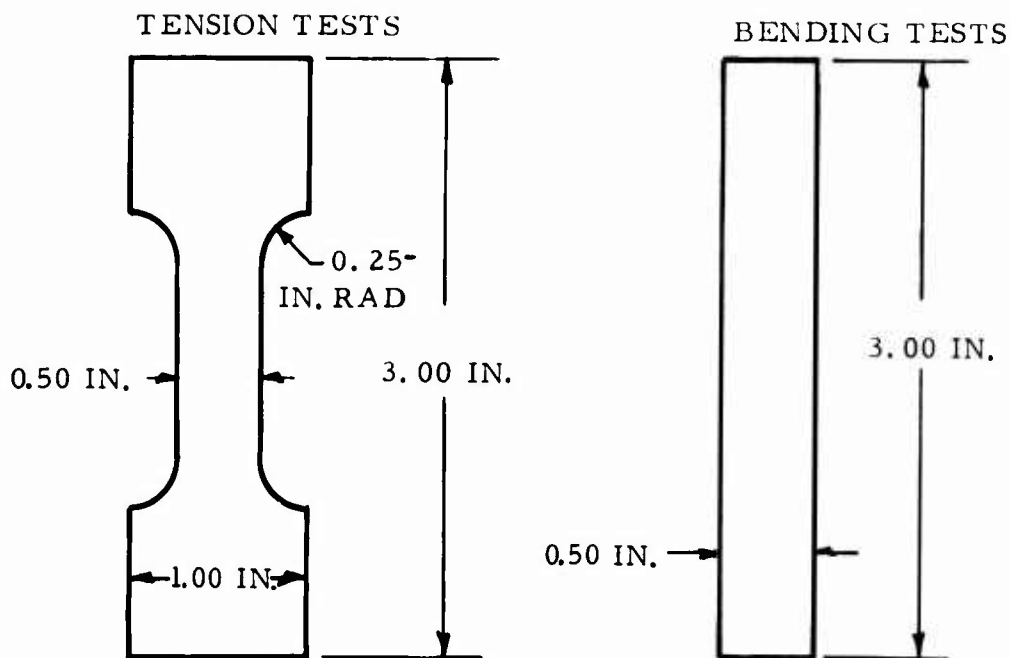 TENSION TESTS
BENDING TESTS
0.25-
IN. RAD
0.50 IN.
3.00 IN.
3.00 IN.
0.50 IN.
1.00 IN.